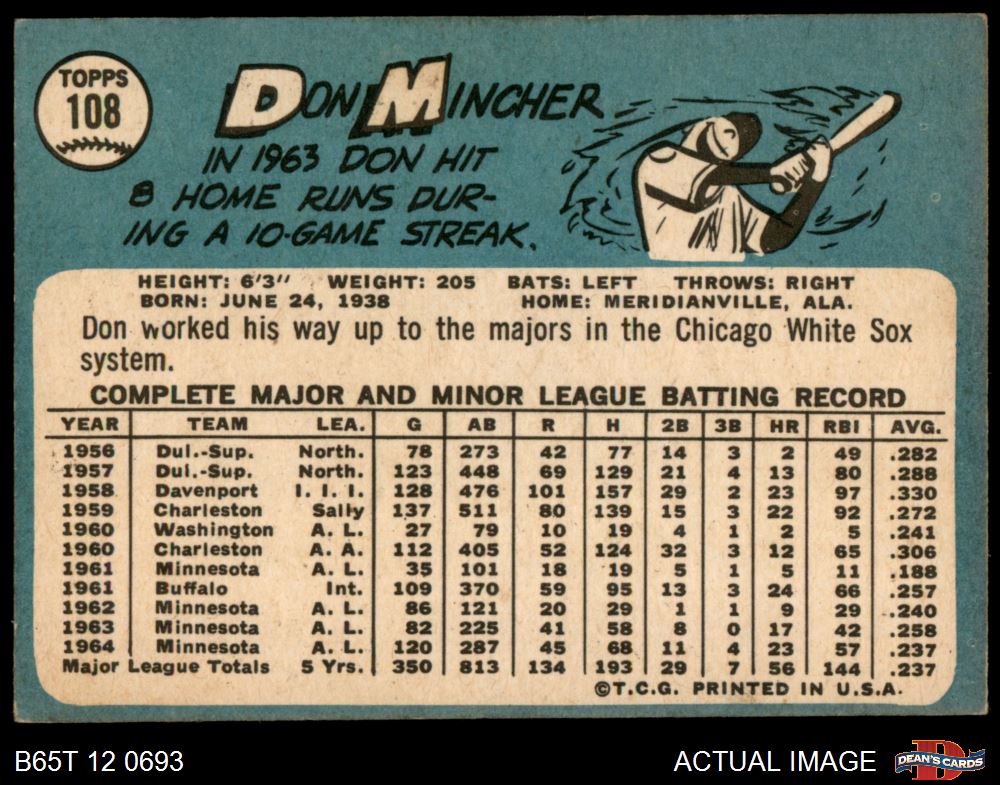 TOPPS
108
DON MINCHER
IN 1963 DON HIT
8 HOME RUNS DUR-
ING A 10-GAME STREAK.
HEIGHT: 6'3" WEIGHT: 205 BATS: LEFT THROWS: RIGHT
BORN: JUNE 24, 1938 HOME: MERIDIANVILLE, ALA.
Don worked his way up to the majors in the Chicago White Sox
system.
COMPLETE MAJOR AND MINOR LEAGUE BATTING RECORD
YEAR TEAM LEA. G AB R H 2B 3B HR RBI AVG.
1956 Dul.-Sup. North. 78 273 42 77 14 3 2 49 .282
1957 Dul.-Sup. North. 123 448 69 129 21 4 13 80 .288
1958 Davenport I. I. I. 128 476 101 157 29 2 23 97 .330
1959 Charleston Sally 137 511 80 139 15 3 22 92 .272
1960 Washington A. L. 27 79 10 19 4 1 2 5 .241
1960 Charleston A. A. 112 405 52 124 32 3 12 65 .306
1961 Minnesota A. L. 35 101 18 19 5 1 5 11 .188
1961 Buffalo Int. 109 370 59 95 13 3 24 66 .257
1962 Minnesota A. L. 86 121 20 29 1 1 9 29 .240
1963 Minnesota A. L. 82 225 41 58 8 0 17 42 .258
1964 Minnesota A. L. 120 287 45 68 11 4 23 57 .237
Major League Totals 5 Yrs. 350 813 134 193 29 7 56 144 .237
©T.C.G. PRINTED IN U.S.A.
B65T 12 0693 ACTUAL IMAGE DEAN'S CARDS